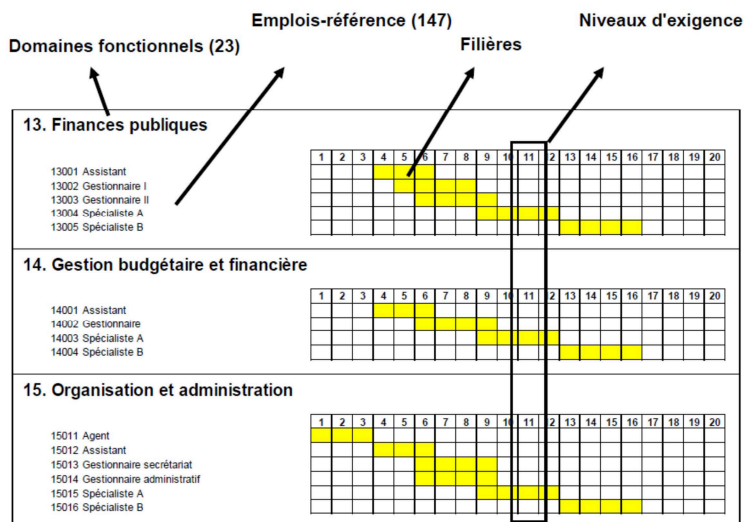 Emplois-référence (147)
Niveaux d'exigence
Domaines fonctionnels (23)
Filières
13. Finances publiques
1 2 3 4 5 6 7 8 9 10 11 12 13 14 15 16 17 18 19 20
13001 Assistant
13002 Gestionnaire I
13003 Gestionnaire II
13004 Spécialiste A
13005 Spécialiste B
14. Gestion budgétaire et financière
1 2 3 4 5 6 7 8 9 10 11 12 13 14 15 16 17 18 19 20
14001 Assistant
14002 Gestionnaire
14003 Spécialiste A
14004 Spécialiste B
15. Organisation et administration
1 2 3 4 5 6 7 8 9 10 11 12 13 14 15 16 17 18 19 20
15011 Agent
15012 Assistant
15013 Gestionnaire secrétariat
15014 Gestionnaire administratif
15015 Spécialiste A
15016 Spécialiste B